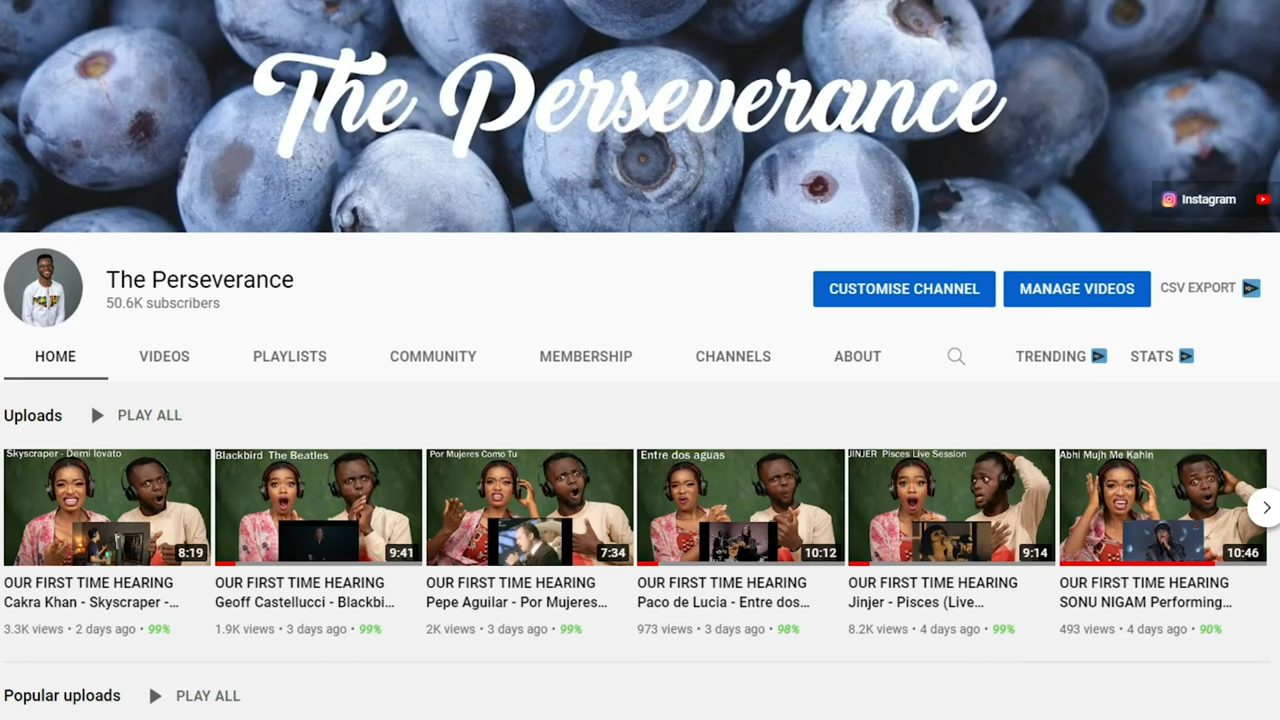 The Perseverance
Instagram
The Perseverance
50.6K subscribers
CUSTOMISE CHANNEL
MANAGE VIDEOS
CSV EXPORT
HOME
VIDEOS
PLAYLISTS
COMMUNITY
MEMBERSHIP
CHANNELS
ABOUT
TRENDING
STATS
Uploads
PLAY ALL
Skyscraper - Demi lovato
8:19
OUR FIRST TIME HEARING
Cakra Khan - Skyscraper -...
3.3K views • 2 days ago • 99%
Blackbird The Beatles
9:41
OUR FIRST TIME HEARING
Geoff Castellucci - Blackbi...
1.9K views • 3 days ago • 99%
Por Mujeres Como Tu
7:34
OUR FIRST TIME HEARING
Pepe Aguilar - Por Mujeres...
2K views • 3 days ago • 99%
Entre dos aguas
10:12
OUR FIRST TIME HEARING
Paco de Lucia - Entre dos...
973 views • 3 days ago • 98%
JINJER Pisces Live Session
9:14
OUR FIRST TIME HEARING
Jinjer - Pisces (Live...
8.2K views • 4 days ago • 99%
Abhi Mujh Me Kahin
10:46
OUR FIRST TIME HEARING
SONU NIGAM Performing...
493 views • 4 days ago • 90%
Popular uploads
PLAY ALL